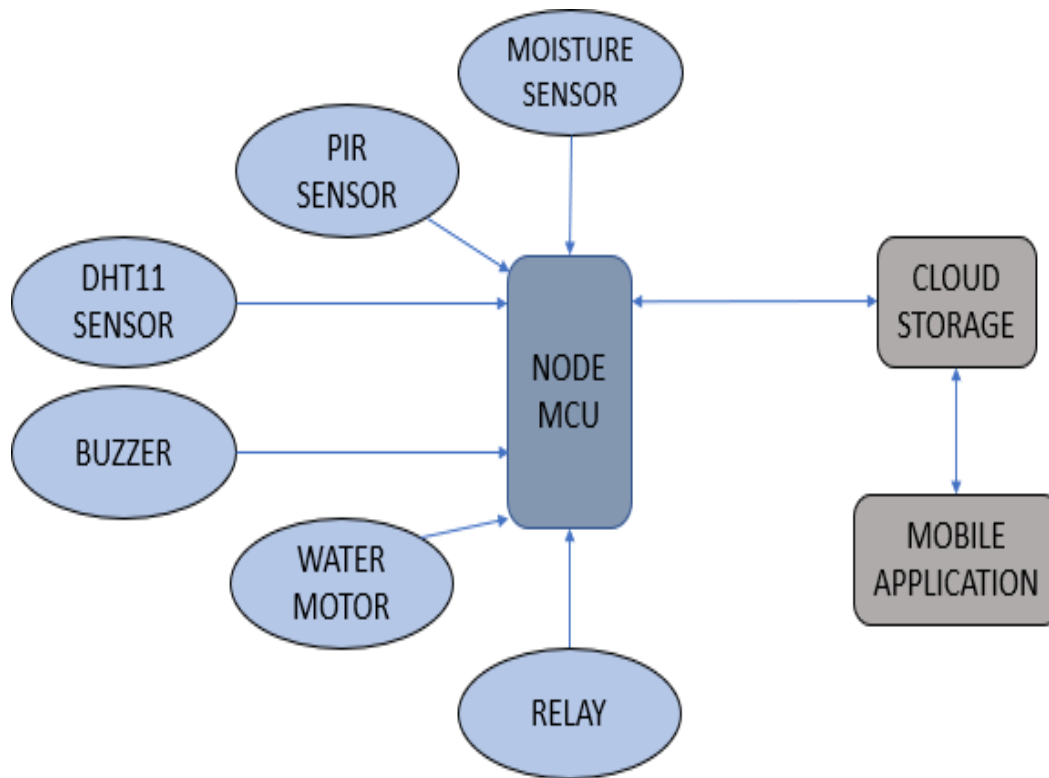 MOISTURE
SENSOR
PIR
SENSOR
DHT11
SENSOR
BUZZER
WATER
MOTOR
RELAY
NODE
MCU
CLOUD
STORAGE
MOBILE
APPLICATION